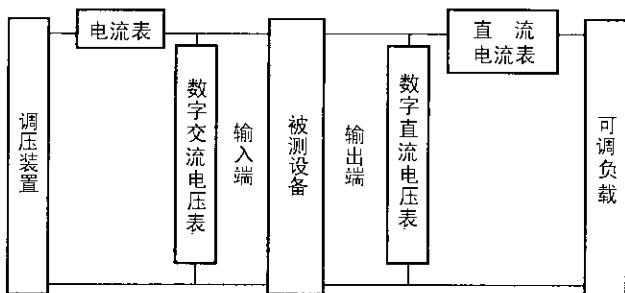 调压装置
电流表
数字交流电压表
输入端
被测设备
输出端
数字直流电压表
直 流
电流表
可调负载